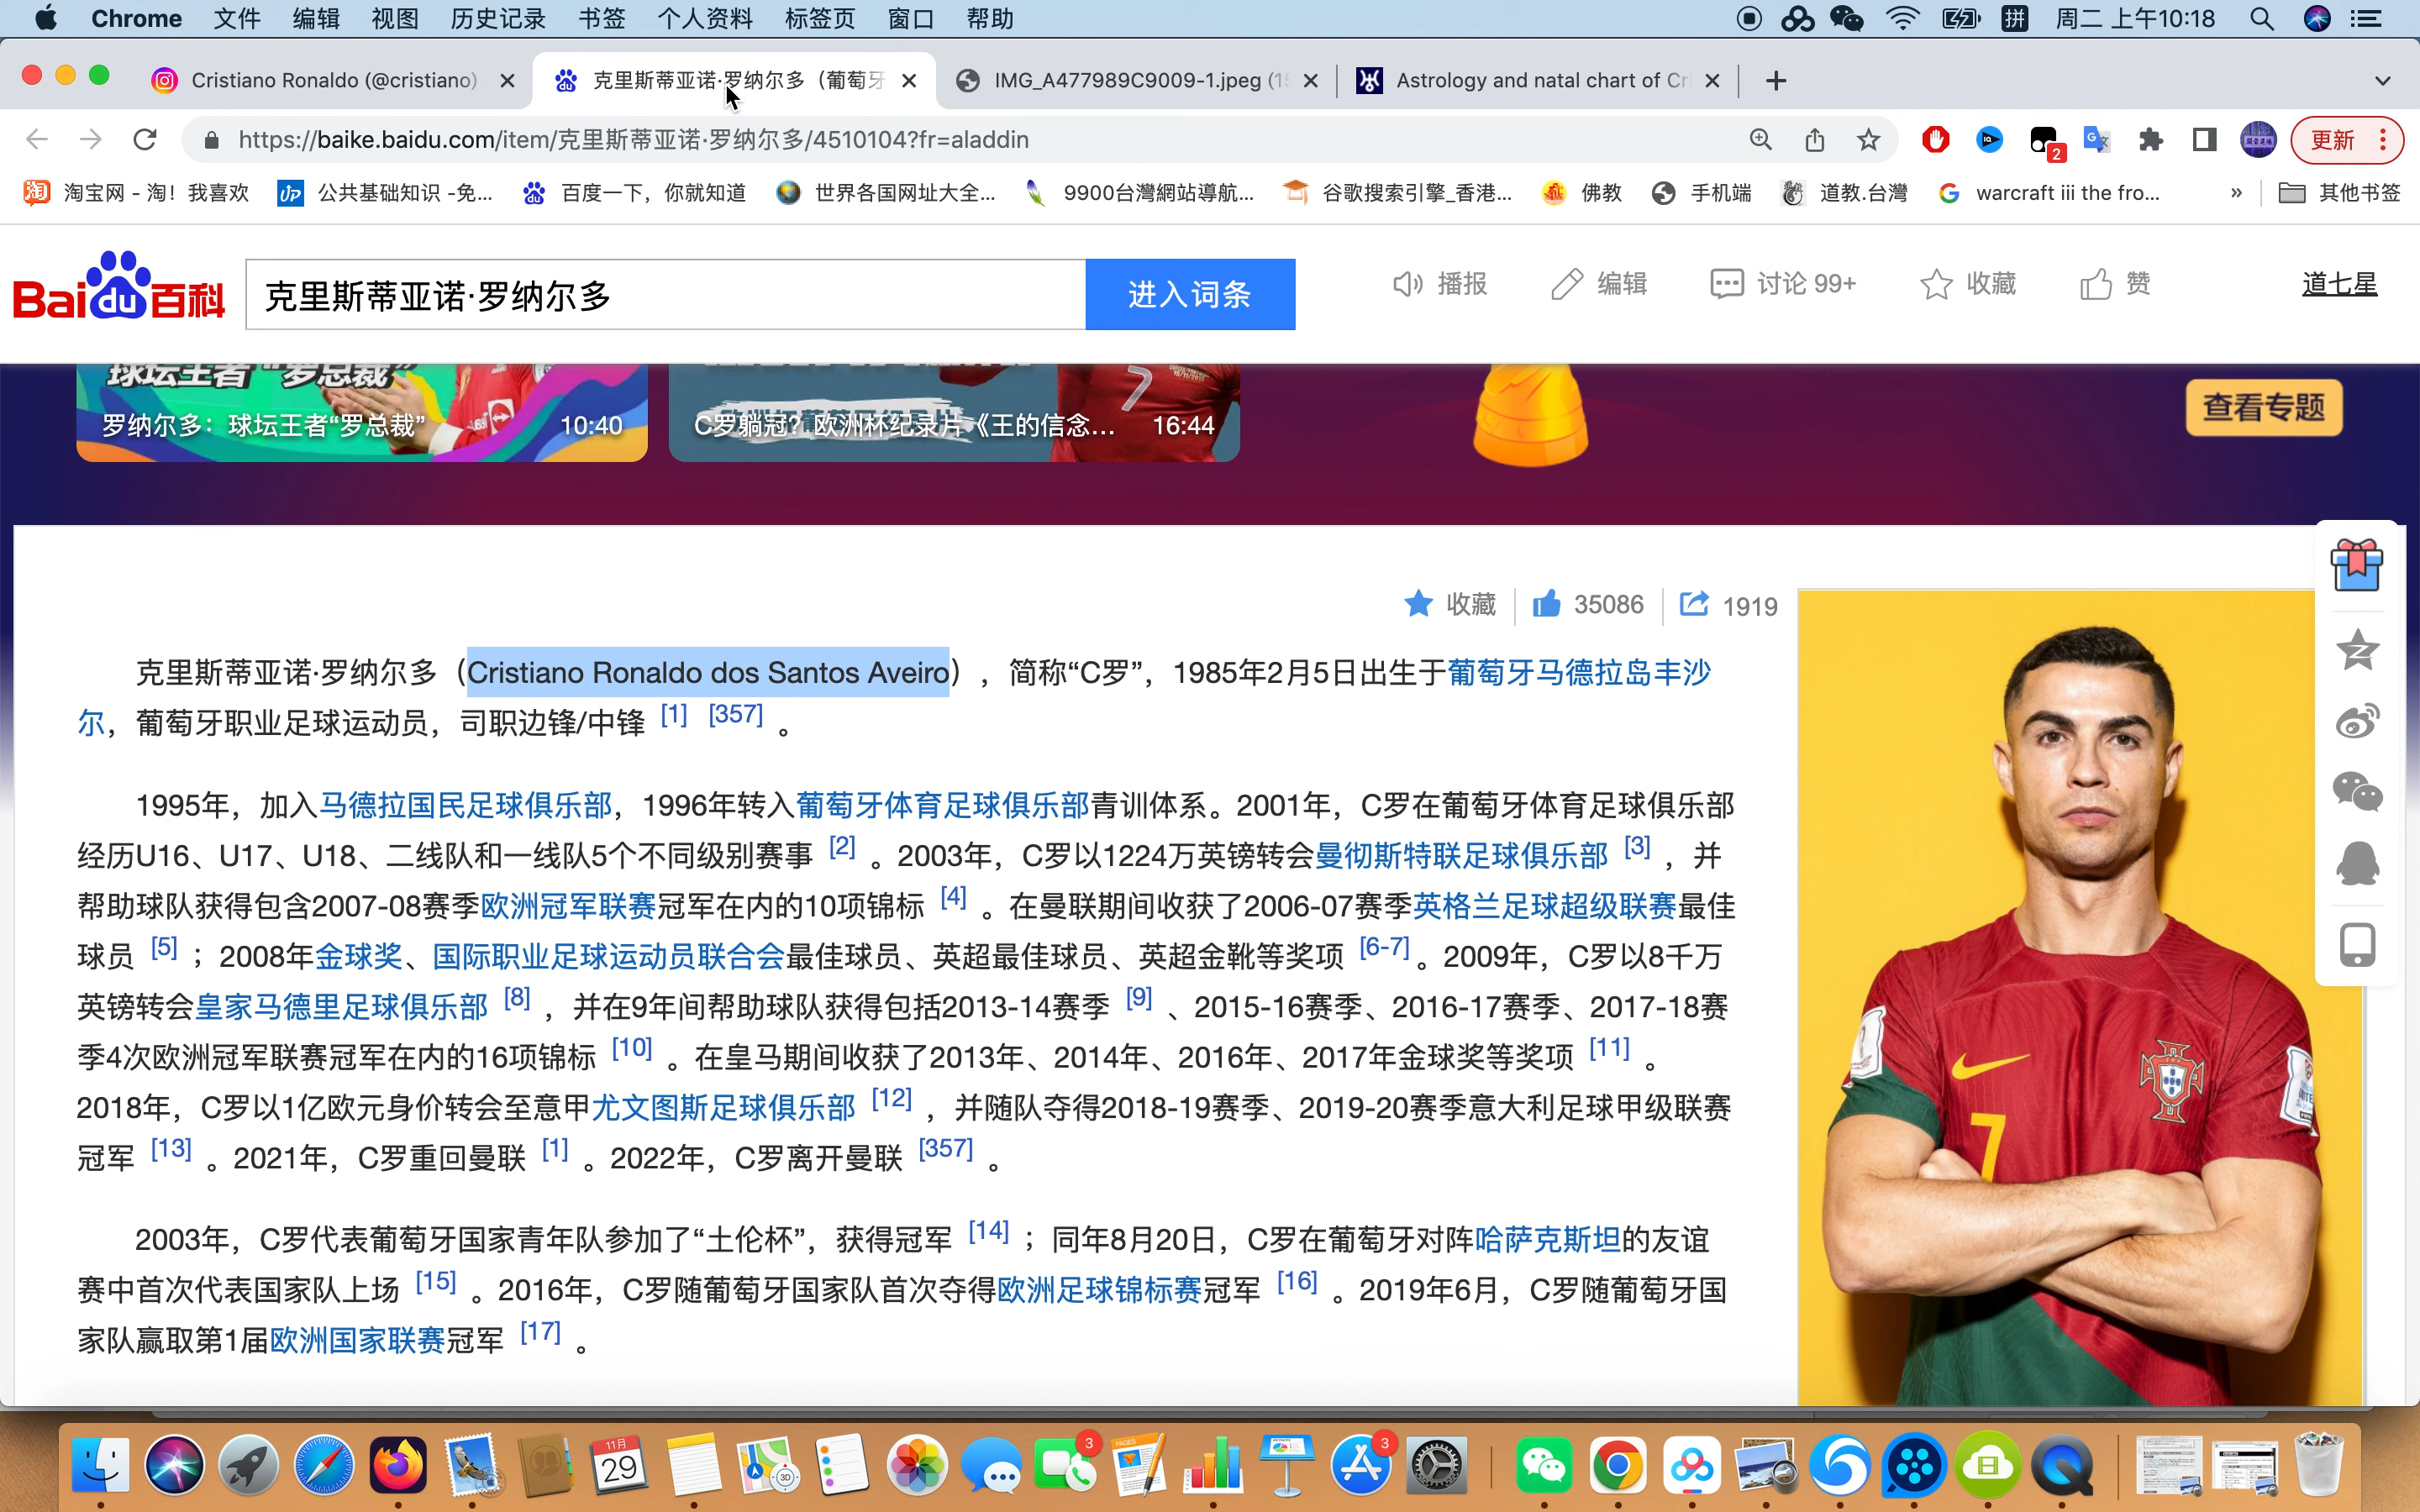 Chrome 文件 编辑 视图 历史记录 书签 个人资料 标签页 窗口 帮助 拼 周二 上午10:18
Cristiano Ronaldo (@cristiano) 克里斯蒂亚诺·罗纳尔多（葡萄牙 IMG_A477989C9009-1.jpeg (1 Astrology and natal chart of Cr
https://baike.baidu.com/item/克里斯蒂亚诺·罗纳尔多/4510104?fr=aladdin 2 更新
淘 淘宝网 - 淘！我喜欢 UP 公共基础知识 -免... 百度一下，你就知道 世界各国网址大全... 9900台灣網站導航... 谷歌搜索引擎_香港... 佛教 手机端 道教.台灣 warcraft iii the fro... » 其他书签
Bai du 百科 克里斯蒂亚诺·罗纳尔多 进入词条 播报 编辑 讨论 99+ 收藏 赞 道七星
球坛王者“罗总裁” 7
罗纳尔多：球坛王者“罗总裁” 10:40 C罗躺冠？欧洲杯纪录片《王的信念... 16:44 查看专题
收藏 35086 1919
克里斯蒂亚诺·罗纳尔多（Cristiano Ronaldo dos Santos Aveiro），简称“C罗”，1985年2月5日出生于葡萄牙马德拉岛丰沙
尔，葡萄牙职业足球运动员，司职边锋/中锋 [1] [357] 。
1995年，加入马德拉国民足球俱乐部，1996年转入葡萄牙体育足球俱乐部青训体系。2001年，C罗在葡萄牙体育足球俱乐部
经历U16、U17、U18、二线队和一线队5个不同级别赛事 [2] 。2003年，C罗以1224万英镑转会曼彻斯特联足球俱乐部 [3] ，并
帮助球队获得包含2007-08赛季欧洲冠军联赛冠军在内的10项锦标 [4] 。在曼联期间收获了2006-07赛季英格兰足球超级联赛最佳
球员 [5] ；2008年金球奖、国际职业足球运动员联合会最佳球员、英超最佳球员、英超金靴等奖项 [6-7] 。2009年，C罗以8千万
英镑转会皇家马德里足球俱乐部 [8] ，并在9年间帮助球队获得包括2013-14赛季 [9] 、2015-16赛季、2016-17赛季、2017-18赛
季4次欧洲冠军联赛冠军在内的16项锦标 [10] 。在皇马期间收获了2013年、2014年、2016年、2017年金球奖等奖项 [11] 。
2018年，C罗以1亿欧元身价转会至意甲尤文图斯足球俱乐部 [12] ，并随队夺得2018-19赛季、2019-20赛季意大利足球甲级联赛
冠军 [13] 。2021年，C罗重回曼联 [1] 。2022年，C罗离开曼联 [357] 。
2003年，C罗代表葡萄牙国家青年队参加了“土伦杯”，获得冠军 [14] ；同年8月20日，C罗在葡萄牙对阵哈萨克斯坦的友谊
赛中首次代表国家队上场 [15] 。2016年，C罗随葡萄牙国家队首次夺得欧洲足球锦标赛冠军 [16] 。2019年6月，C罗随葡萄牙国
家队赢取第1届欧洲国家联赛冠军 [17] 。
7
11月
29 3D 3 PAGES 3